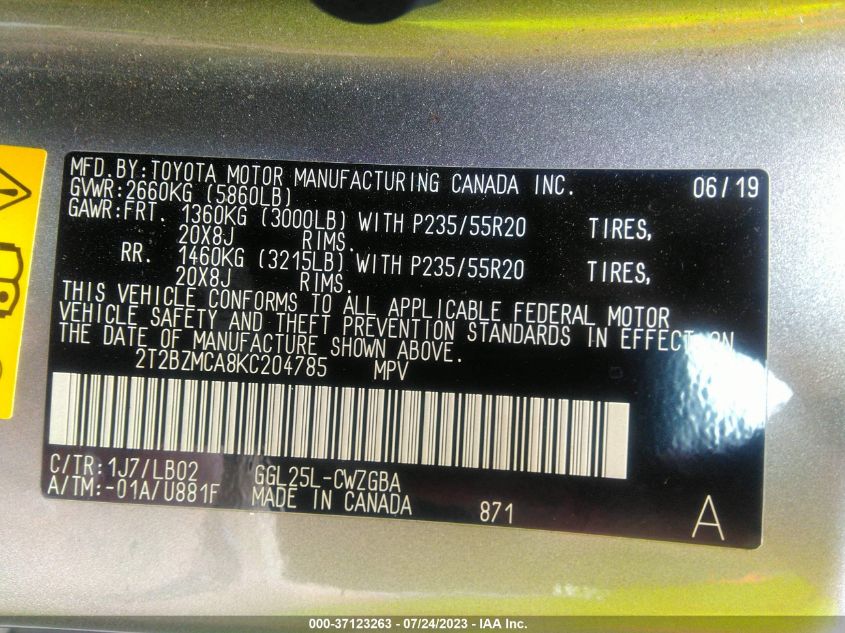 MFD.BY:TOYOTA MOTOR MANUFACTURING CANADA INC. 06/19
GVWR:2660KG (5860LB)
GAWR:FRT. 1360KG (3000LB) WITH P235/55R20 TIRES,
20X8J RIMS.
RR. 1460KG (3215LB) WITH P235/55R20 TIRES,
20X8J RIMS.
THIS VEHICLE CONFORMS TO ALL APPLICABLE FEDERAL MOTOR
VEHICLE SAFETY AND THEFT PREVENTION STANDARDS IN EFFECT ON
THE DATE OF MANUFACTURE SHOWN ABOVE.
2T2BZMCA8KC204785 MPV
C/TR:1J7/LB02 GGL25L-CWZGBA
A/TM:-01A/U881F MADE IN CANADA 871 A
000-37123263 - 07/24/2023 - IAA Inc.